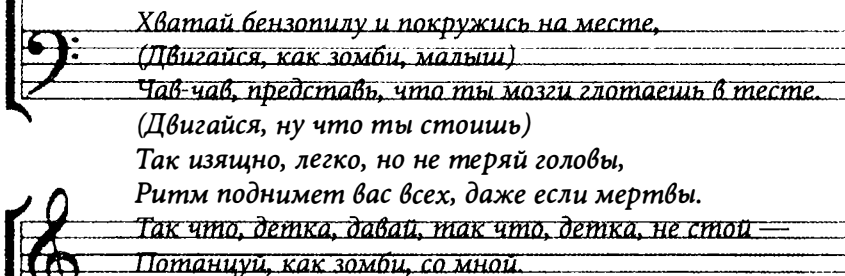 Хватай бензопилу и покружись на месте,
(Двигайся, как зомби, малыш)
Чав-чав, представь, что ты мозги глотаешь в тесте.
(Двигайся, ну что ты стоишь)
Так изящно, легко, но не теряй головы,
Ритм поднимет вас всех, даже если мертвы.
Так что, детка, давай, так что, детка, не стой —
Потанцуй, как зомби, со мной.